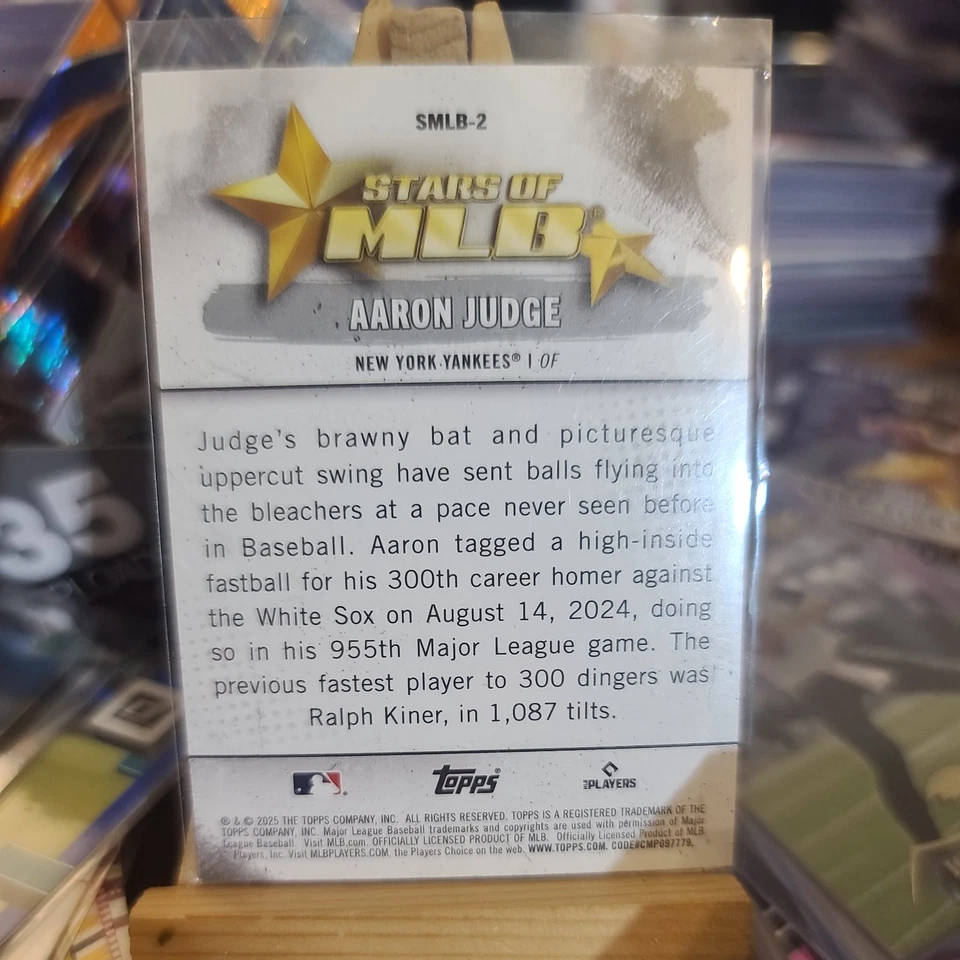 SMLB-2
STARS OF
MLB®
AARON JUDGE
NEW YORK YANKEES® | OF
Judge's brawny bat and picturesque
uppercut swing have sent balls flying into
the bleachers at a pace never seen before
in Baseball. Aaron tagged a high-inside
fastball for his 300th career homer against
the White Sox on August 14, 2024, doing
so in his 955th Major League game. The
previous fastest player to 300 dingers was
Ralph Kiner, in 1,087 tilts.
topps PLAYERS
® & © 2025 THE TOPPS COMPANY, INC. ALL RIGHTS RESERVED. TOPPS IS A REGISTERED TRADEMARK OF THE
TOPPS COMPANY, INC. Major League Baseball trademarks and copyrights are used with permission of Major
League Baseball. Visit MLB.com. OFFICIALLY LICENSED PRODUCT OF MLB. Officially Licensed Product of MLB
Players, Inc. Visit MLBPLAYERS.COM, the Players Choice on the web. WWW.TOPPS.COM. CODE#CMP097779.
35